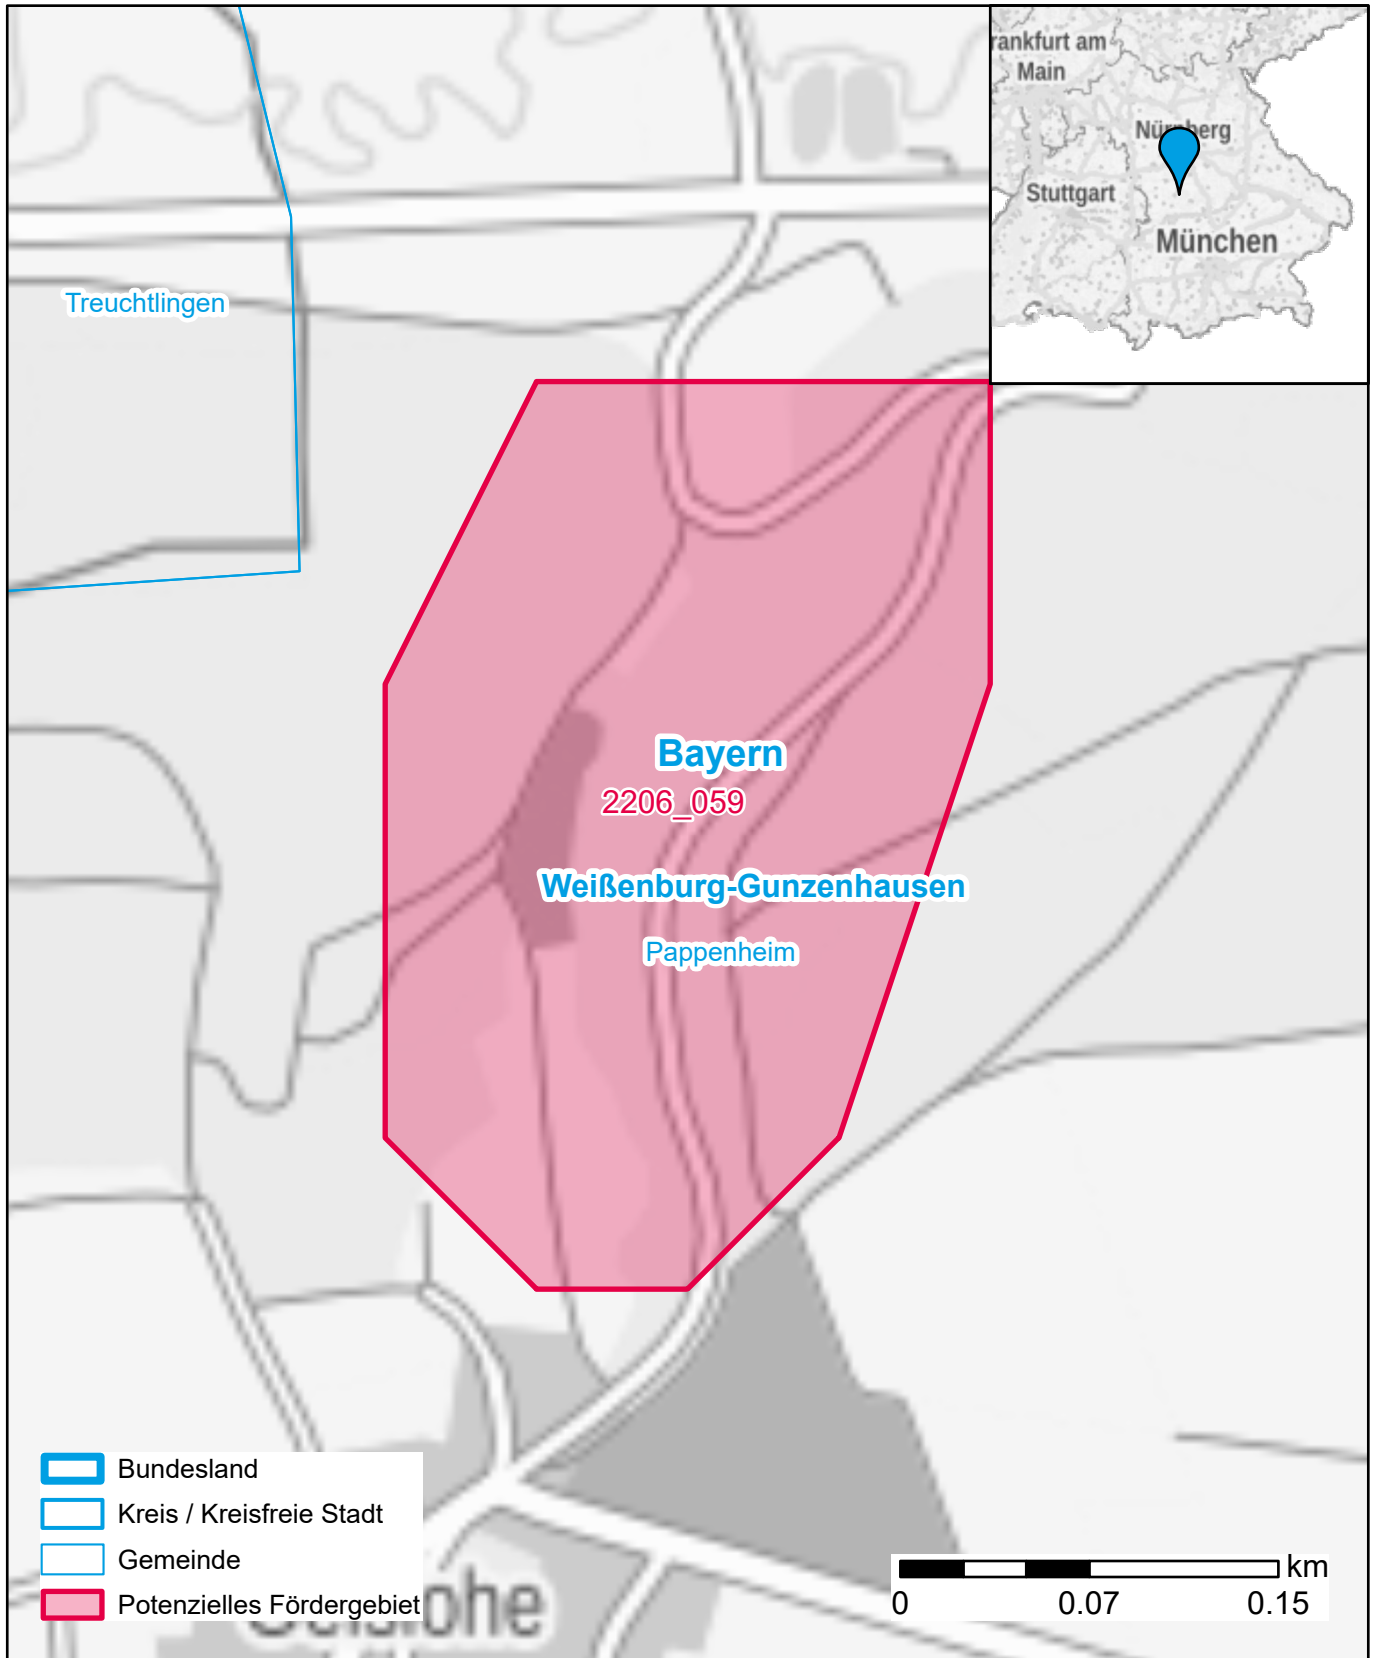 rankfurt am
Main
Nürnberg
Stuttgart
München
Treuchtlingen
Bayern
2206_059
Weißenburg-Gunzenhausen
Pappenheim
Bundesland
Kreis / Kreisfreie Stadt
Gemeinde
Potenzielles Fördergebiet
km
0 0.07 0.15